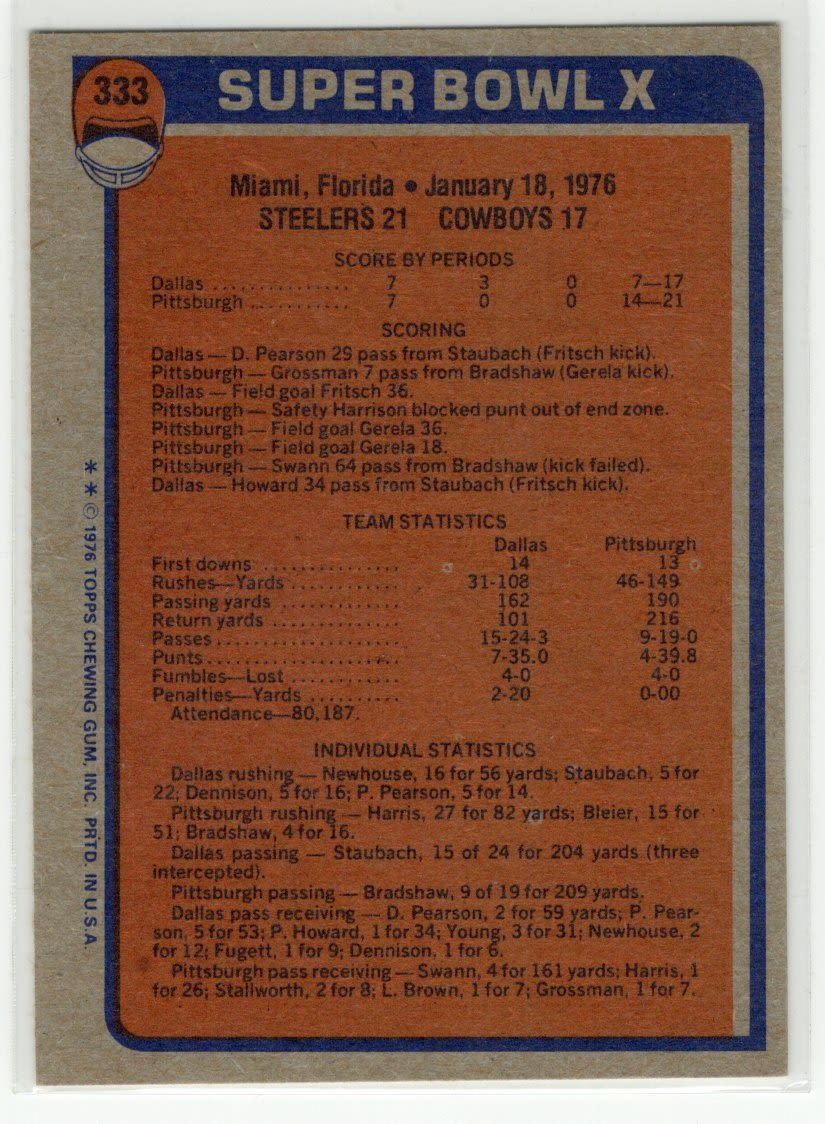 333
SUPER BOWL X
Miami, Florida • January 18, 1976
STEELERS 21 COWBOYS 17
SCORE BY PERIODS
Dallas ................ 7 3 0 7—17
Pittsburgh ........... 7 0 0 14—21
SCORING
Dallas — D. Pearson 29 pass from Staubach (Fritsch kick).
Pittsburgh — Grossman 7 pass from Bradshaw (Gerela kick).
Dallas — Field goal Fritsch 36.
Pittsburgh — Safety Harrison blocked punt out of end zone.
Pittsburgh — Field goal Gerela 36.
Pittsburgh — Field goal Gerela 18.
Pittsburgh — Swann 64 pass from Bradshaw (kick failed).
Dallas — Howard 34 pass from Staubach (Fritsch kick).
TEAM STATISTICS
Dallas Pittsburgh
First downs ............... 14 13
Rushes—Yards ............ 31-108 46-149
Passing yards ............. 162 190
Return yards .............. 101 216
Passes ..................... 15-24-3 9-19-0
Punts ...................... 7-35.0 4-39.8
Fumbles—Lost ............ 4-0 4-0
Penalties—Yards .......... 2-20 0-00
Attendance—80,187.
INDIVIDUAL STATISTICS
Dallas rushing — Newhouse, 16 for 56 yards; Staubach, 5 for
22; Dennison, 5 for 16; P. Pearson, 5 for 14.
Pittsburgh rushing — Harris, 27 for 82 yards; Bleier, 15 for
51; Bradshaw, 4 for 16.
Dallas passing — Staubach, 15 of 24 for 204 yards (three
intercepted).
Pittsburgh passing — Bradshaw, 9 of 19 for 209 yards.
Dallas pass receiving — D. Pearson, 2 for 59 yards; P. Pear-
son, 5 for 53; P. Howard, 1 for 34; Young, 3 for 31; Newhouse, 2
for 12; Fugett, 1 for 9; Dennison, 1 for 6.
Pittsburgh pass receiving — Swann, 4 for 161 yards; Harris, 1
for 26; Stallworth, 2 for 8; L. Brown, 1 for 7; Grossman, 1 for 7.
* * © 1976 TOPPS CHEWING GUM, INC. PRTD. IN U.S.A.